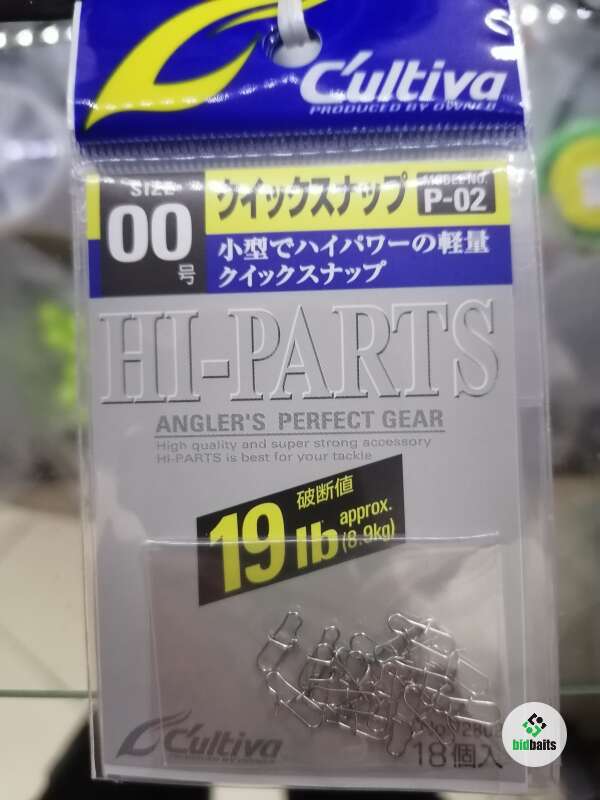 C'ultiva
PRODUCED BY OWNER
SIZE
00
号
クイックスナップ
MODEL NO.
P-02
小型でハイパワーの軽量
クイックスナップ
HI-PARTS
ANGLER'S PERFECT GEAR
High quality and super strong accessory
HI-PARTS is best for your tackle
破断値
19 lb approx.
(8.9kg)
C'ultiva
18個入
bidbaits